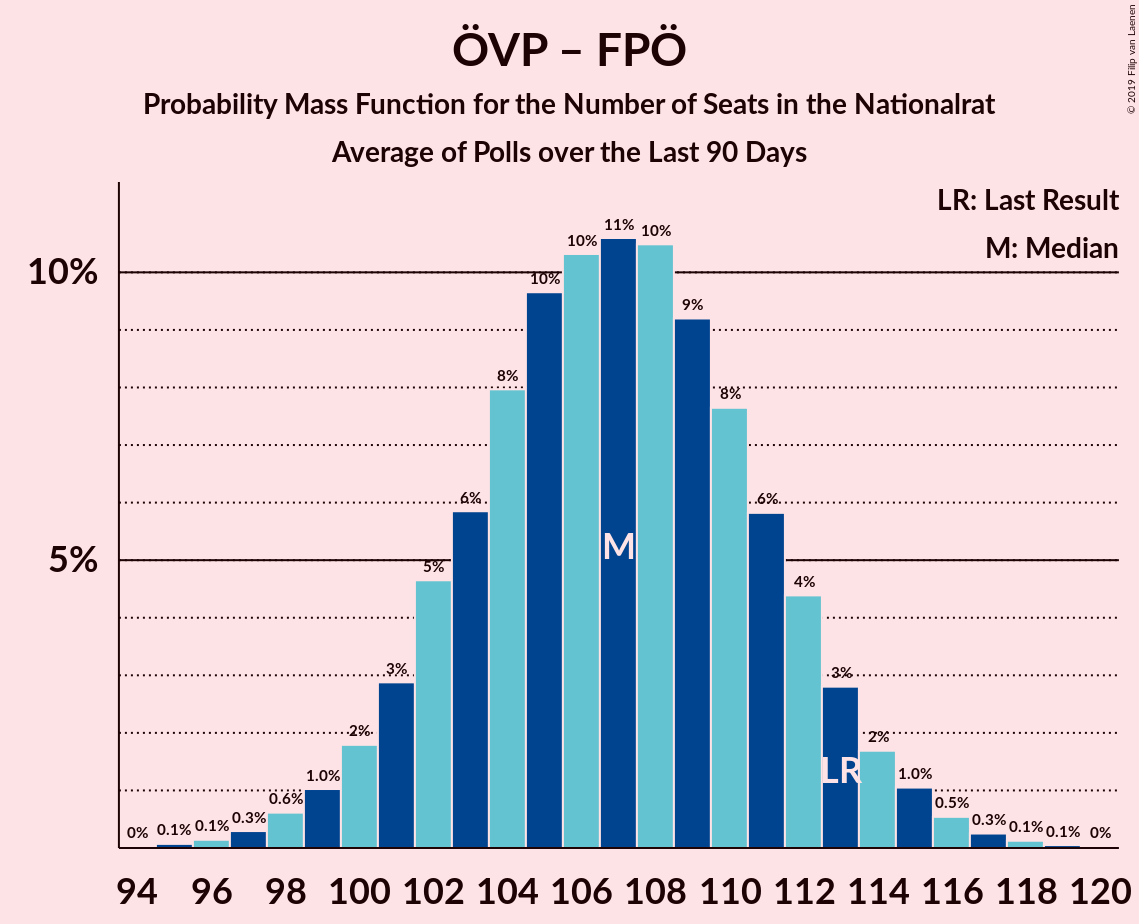 ÖVP – FPÖ
Probability Mass Function for the Number of Seats in the Nationalrat
Average of Polls over the Last 90 Days
© 2019 Filip van Laenen
LR: Last Result
M: Median
10%
5%
0% 0.1% 0.1% 0.3% 0.6% 1.0% 2% 3% 5% 6% 8% 10% 10% 11% 10% 9% 8% 6% 4% 3% 2% 1.0% 0.5% 0.3% 0.1% 0.1% 0%
M
LR
94 96 98 100 102 104 106 108 110 112 114 116 118 120